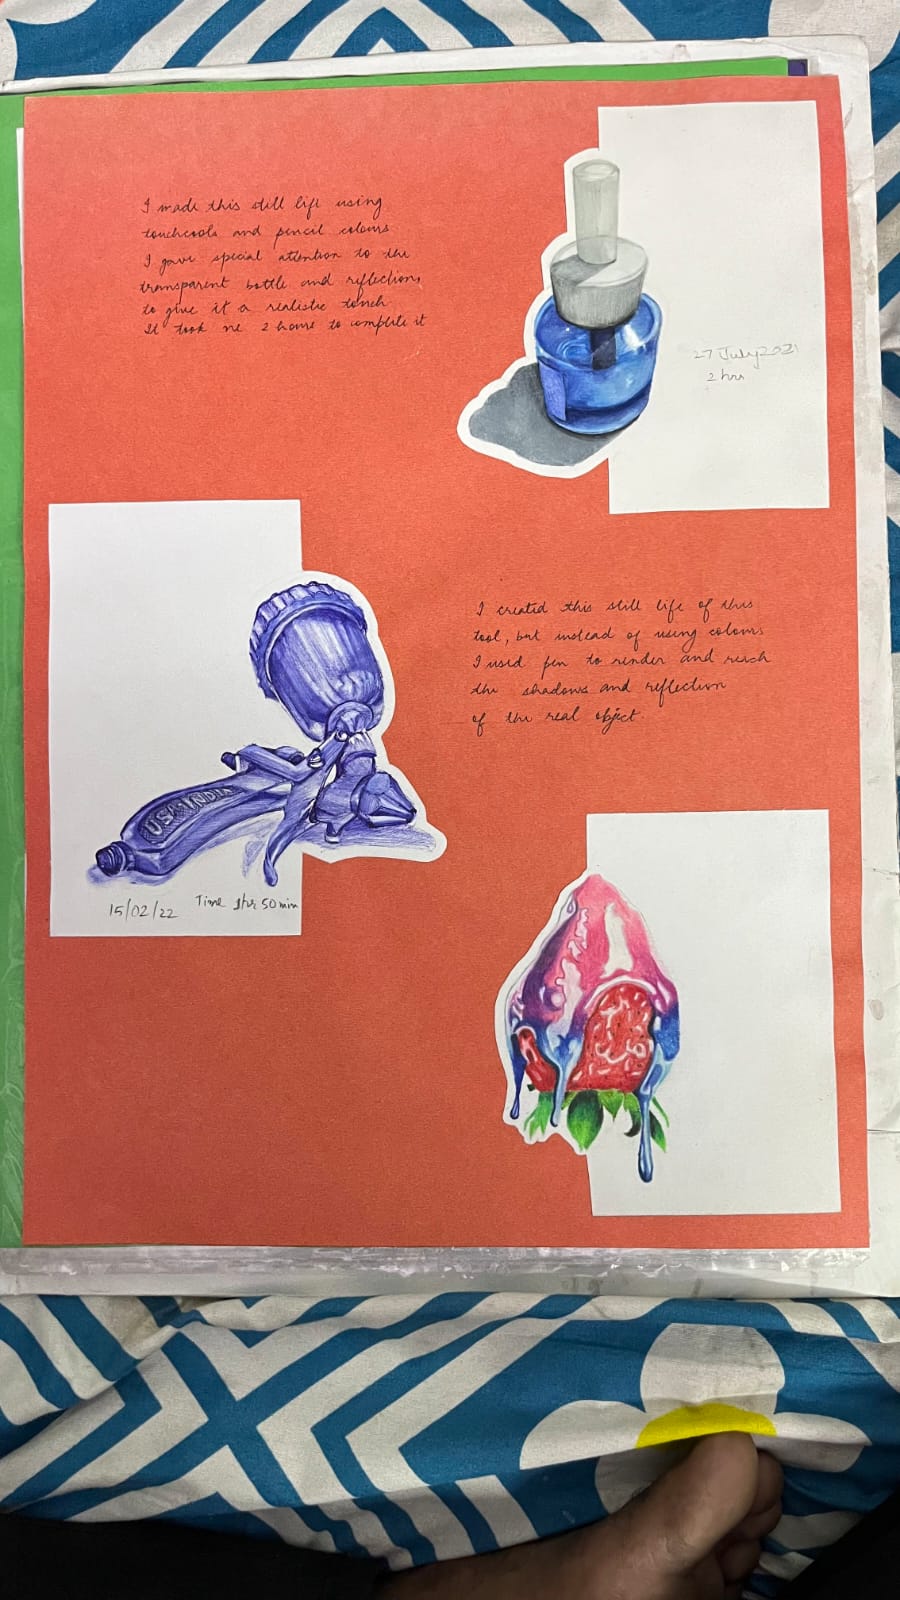 I made this still life using
touchcools and pencil colours
I gave special attention to the
transparent bottle and reflections
to give it a realistic touch
It took me 2 hours to complete it
27 July 2021
2 hrs
I created this still life of this
tool, but instead of using colours
I used pen to render and reach
the shadows and reflection
of the real object.
USA-INDIA
15/02/22
Time 1hr 50 min